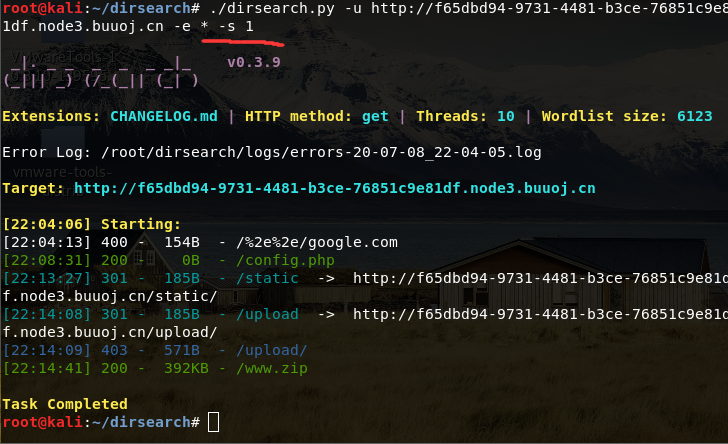 root@kali:~/dirsearch# ./dirsearch.py -u http://f65dbd94-9731-4481-b3ce-76851c9e8
1df.node3.buuoj.cn -e * -s 1
_|. _ _  _  _  _ _|_    v0.3.9
(_||| _) (/_(_|| (_| )
Extensions: CHANGELOG.md | HTTP method: get | Threads: 10 | Wordlist size: 6123
Error Log: /root/dirsearch/logs/errors-20-07-08_22-04-05.log
vmware-tools-
Target: http://f65dbd94-9731-4481-b3ce-76851c9e81df.node3.buuoj.cn
[22:04:06] Starting:
[22:04:13] 400 -  154B  - /%2e%2e/google.com
[22:08:31] 200 -    0B  - /config.php
[22:13:27] 301 -  185B  - /static  ->  http://f65dbd94-9731-4481-b3ce-76851c9e81d
f.node3.buuoj.cn/static/
[22:14:08] 301 -  185B  - /upload  ->  http://f65dbd94-9731-4481-b3ce-76851c9e81d
f.node3.buuoj.cn/upload/
[22:14:09] 403 -  571B  - /upload/
[22:14:41] 200 -  392KB - /www.zip
Task Completed
root@kali:~/dirsearch#